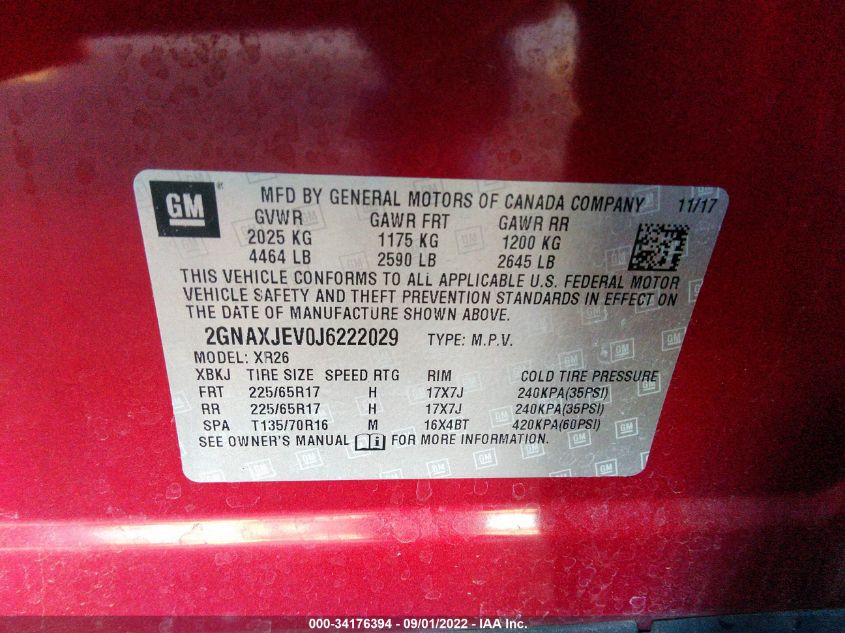 GM
MFD BY GENERAL MOTORS OF CANADA COMPANY 11/17
GVWR GAWR FRT GAWR RR
2025 KG 1175 KG 1200 KG
4464 LB 2590 LB 2645 LB
THIS VEHICLE CONFORMS TO ALL APPLICABLE U.S. FEDERAL MOTOR
VEHICLE SAFETY AND THEFT PREVENTION STANDARDS IN EFFECT ON
THE DATE OF MANUFACTURE SHOWN ABOVE.
2GNAXJEV0J6222029 TYPE: M.P.V.
MODEL: XR26
XBKJ TIRE SIZE SPEED RTG RIM COLD TIRE PRESSURE
FRT 225/65R17 H 17X7J 240KPA(35PSI)
RR 225/65R17 H 17X7J 240KPA(35PSI)
SPA T135/70R16 M 16X4BT 420KPA(60PSI)
SEE OWNER'S MANUAL FOR MORE INFORMATION.
000-34176394 - 09/01/2022 - IAA Inc.